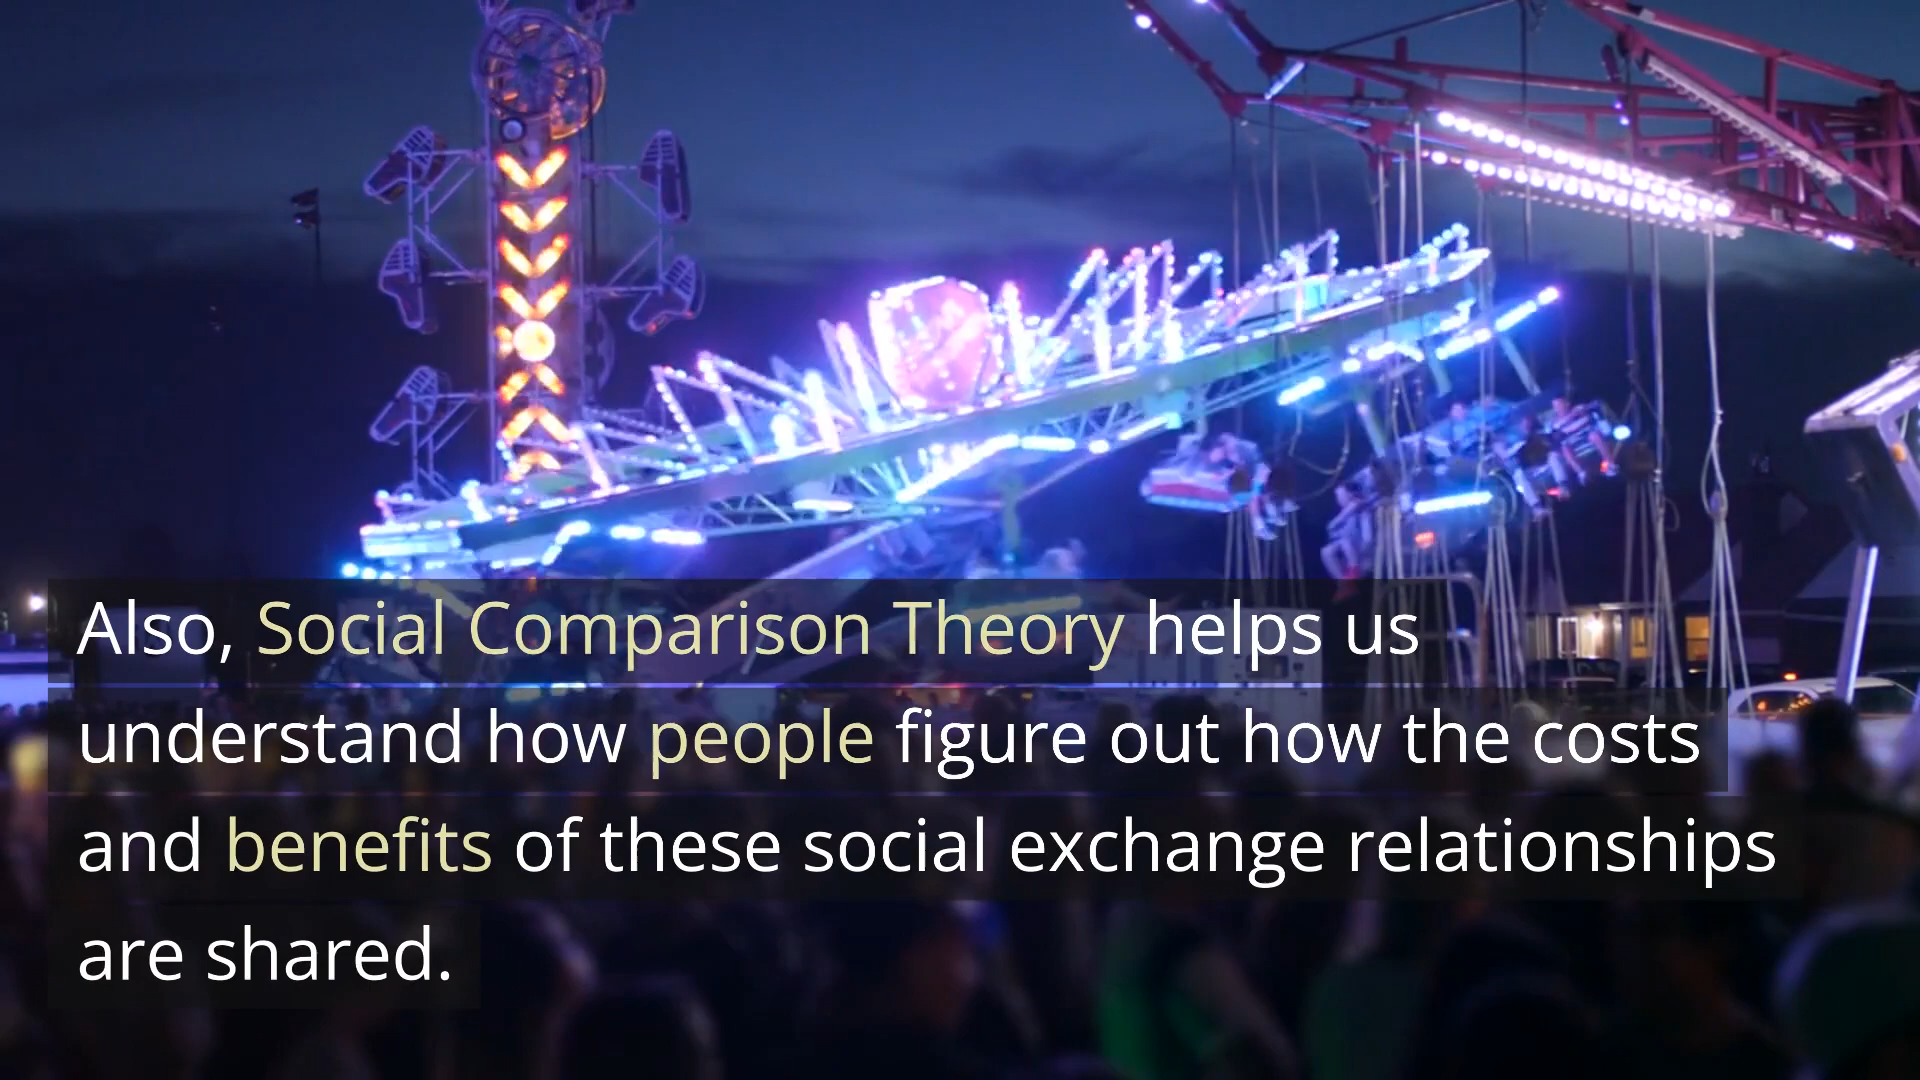 Also, Social Comparison Theory helps us
understand how people figure out how the costs
and benefits of these social exchange relationships
are shared.